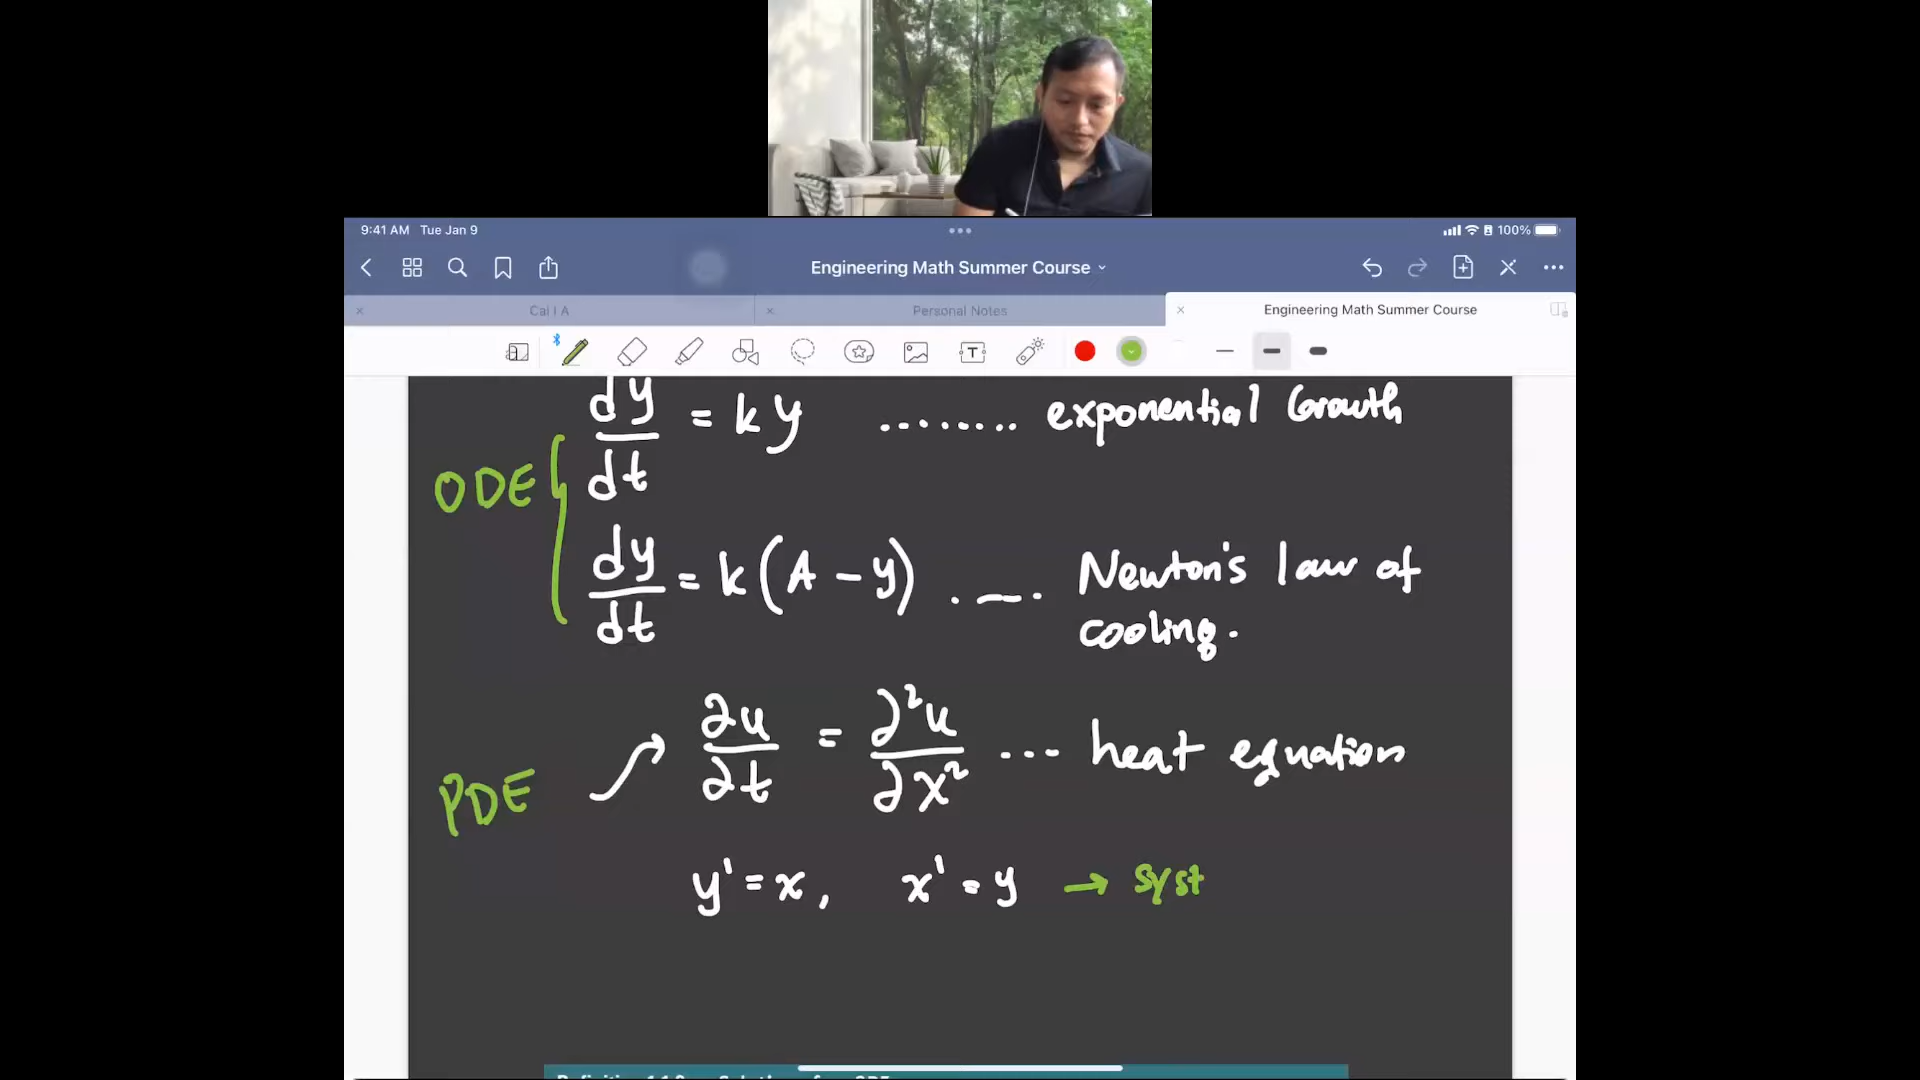 9:41 AM Tue Jan 9
100%
Engineering Math Summer Course
Cal I A
Personal Notes
Engineering Math Summer Course
T
dy/dt = ky ........ exponential Growth
ODE
dy/dt = k(A - y) . — . Newton's law of
cooling.
PDE
∂u/∂t = ∂²u/∂x² ... heat equation
y' = x, x' = y → syst